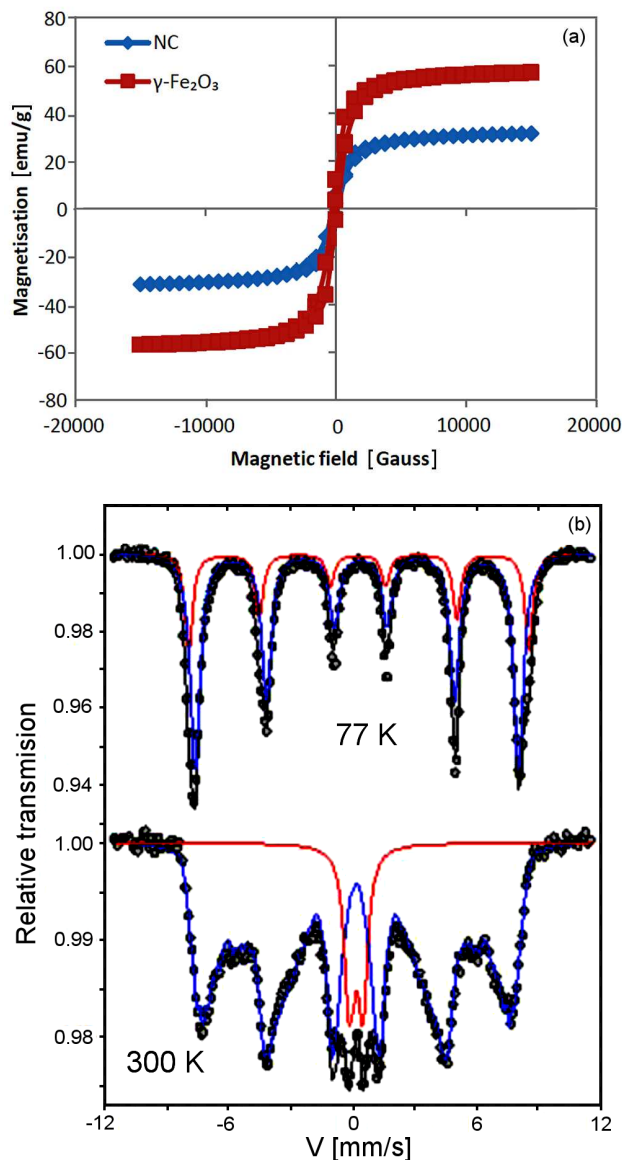 (a)
NC
γ-Fe₂O₃
80
60
40
20
0
-20
-40
-60
-80
-20000
-10000
0
10000
20000
Magnetisation [emu/g]
Magnetic field [Gauss]
(b)
1.00
0.98
0.96
0.94
77 K
1.00
0.99
0.98
300 K
Relative transmision
-12
-6
0
6
12
V [mm/s]